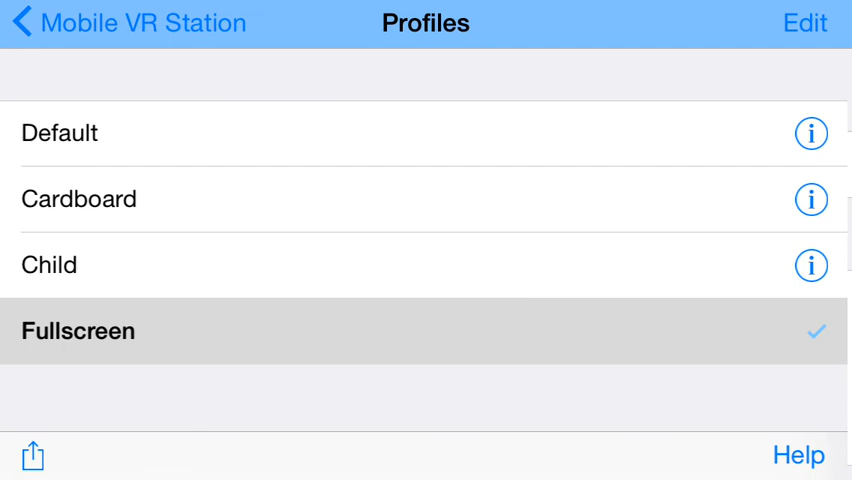 Mobile VR Station
Profiles
Edit
Default
Cardboard
Child
Fullscreen
Help